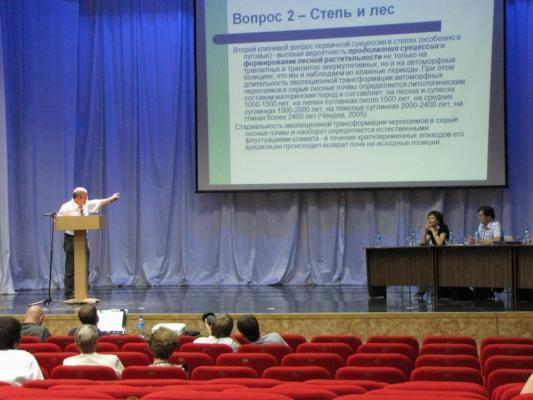 Вопрос 2 – Степь и лес
Второй ключевой вопрос первичной сукцессии в степях (особенно в
луговых) - высокая вероятность продолжения сукцессии и
формирование лесной растительности не только на
транзитных и транзитно аккумулятивных, но и на автоморфных
позициях, что мы и наблюдаем во влажные периоды. При этом
длительность эволюционной трансформации автоморфных
черноземов в серые лесные почвы определяется литологическим
составом материнских пород и составляет, на песках и супесях
1000-1500 лет, на легких суглинках около 1500 лет, на средних
суглинках 1500-2000 лет, на тяжелых суглинках 2000-2400 лет, на
глинах более 2400 лет (Чендев, 2005)
Стадиальность эволюционной трансформации черноземов в серые
лесные почвы и наоборот определяется естественными
флуктуациями климата - в течение кратковременных эпизодов его
аридизации происходил возврат почв на исходные позиции.